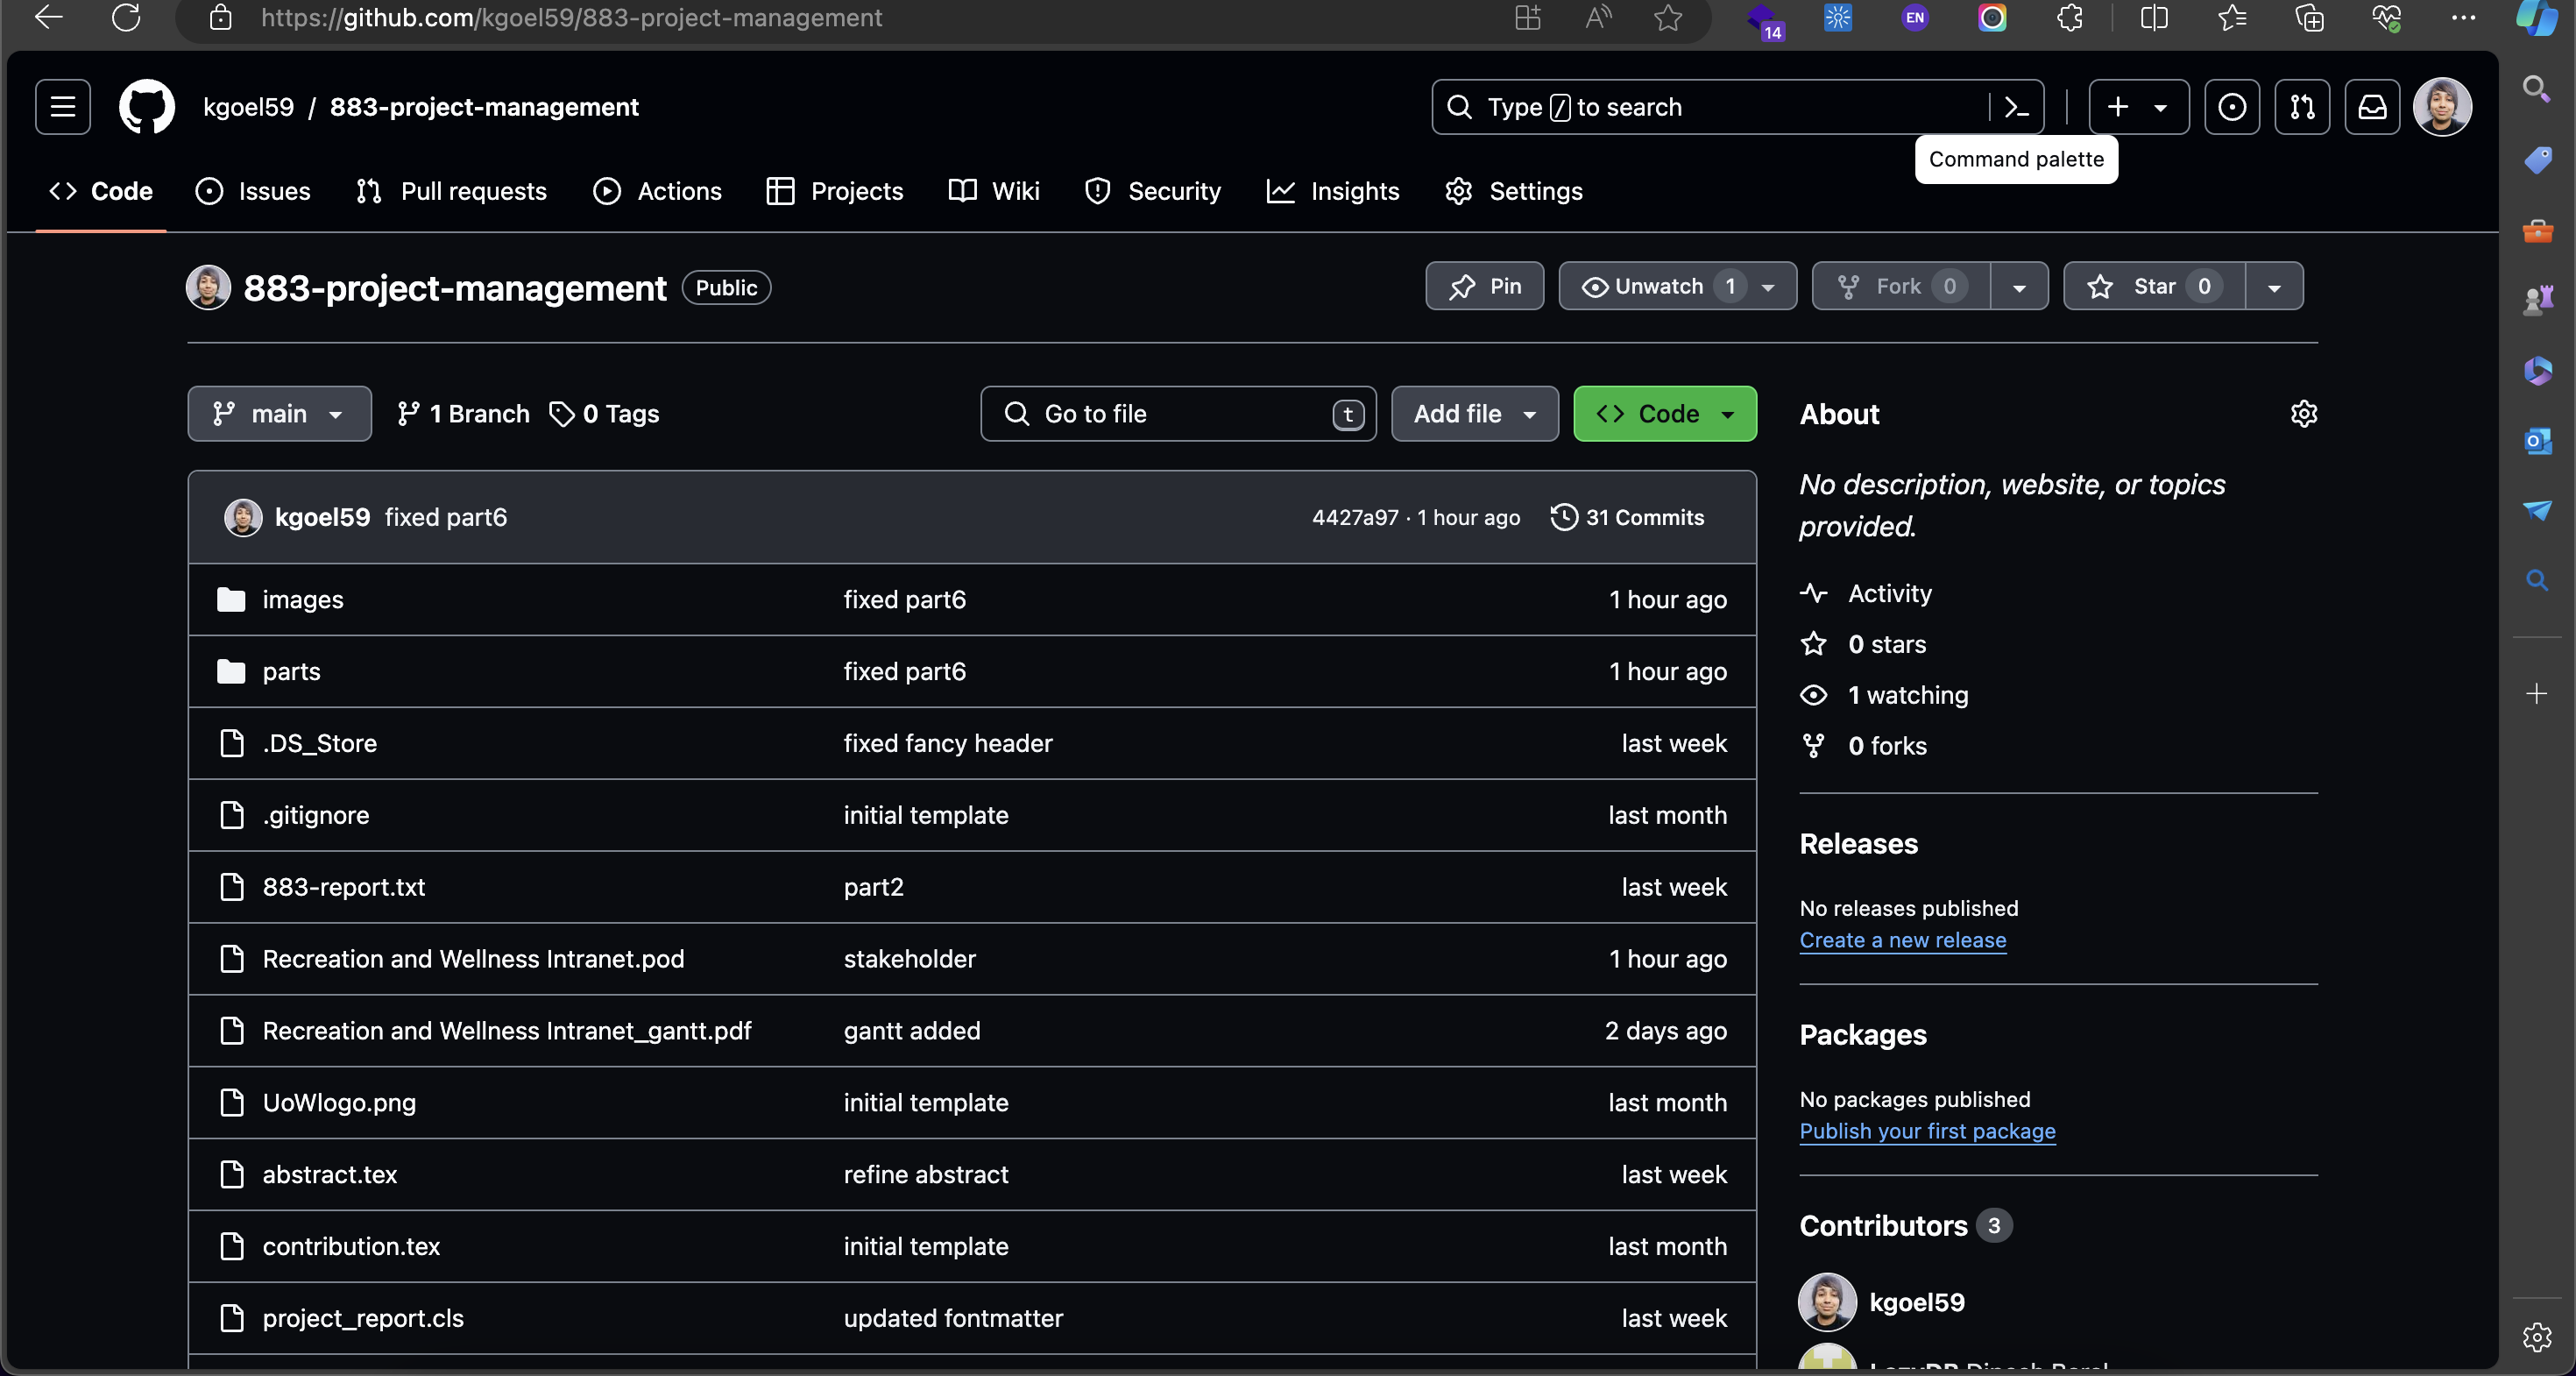 https://github.com/kgoel59/883-project-management
14
EN
kgoel59 / 883-project-management
Type / to search
Command palette
Code Issues Pull requests Actions Projects Wiki Security Insights Settings
883-project-management Public
Pin Unwatch 1 Fork 0 Star 0
main 1 Branch 0 Tags Go to file t Add file Code
kgoel59 fixed part6 4427a97 · 1 hour ago 31 Commits
images fixed part6 1 hour ago
parts fixed part6 1 hour ago
.DS_Store fixed fancy header last week
.gitignore initial template last month
883-report.txt part2 last week
Recreation and Wellness Intranet.pod stakeholder 1 hour ago
Recreation and Wellness Intranet_gantt.pdf gantt added 2 days ago
UoWlogo.png initial template last month
abstract.tex refine abstract last week
contribution.tex initial template last month
project_report.cls updated fontmatter last week
About
No description, website, or topics
provided.
Activity
0 stars
1 watching
0 forks
Releases
No releases published
Create a new release
Packages
No packages published
Publish your first package
Contributors 3
kgoel59